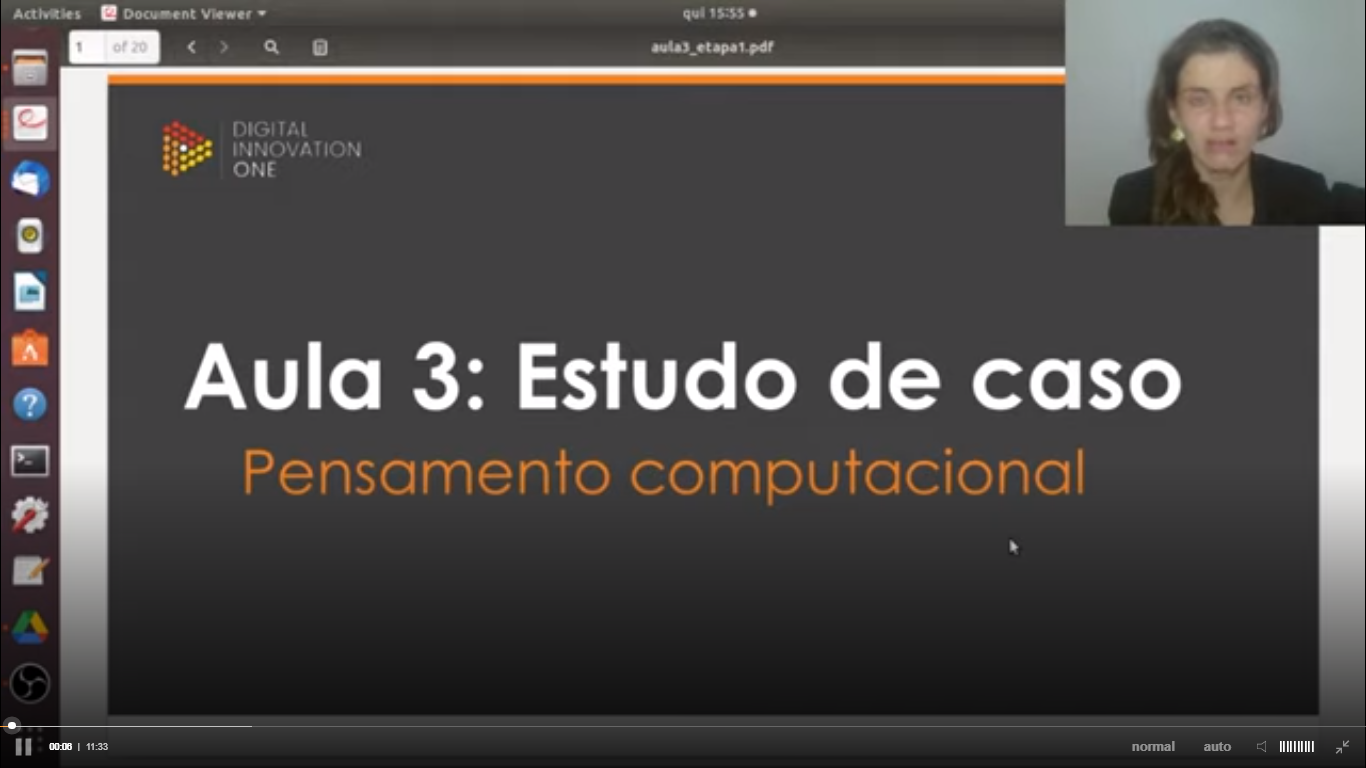 Activities Document Viewer qui 15:55
1 of 20 aula3_etapa1.pdf
DIGITAL
INNOVATION
ONE
Aula 3: Estudo de caso
Pensamento computacional
00:06 | 11:33 normal auto